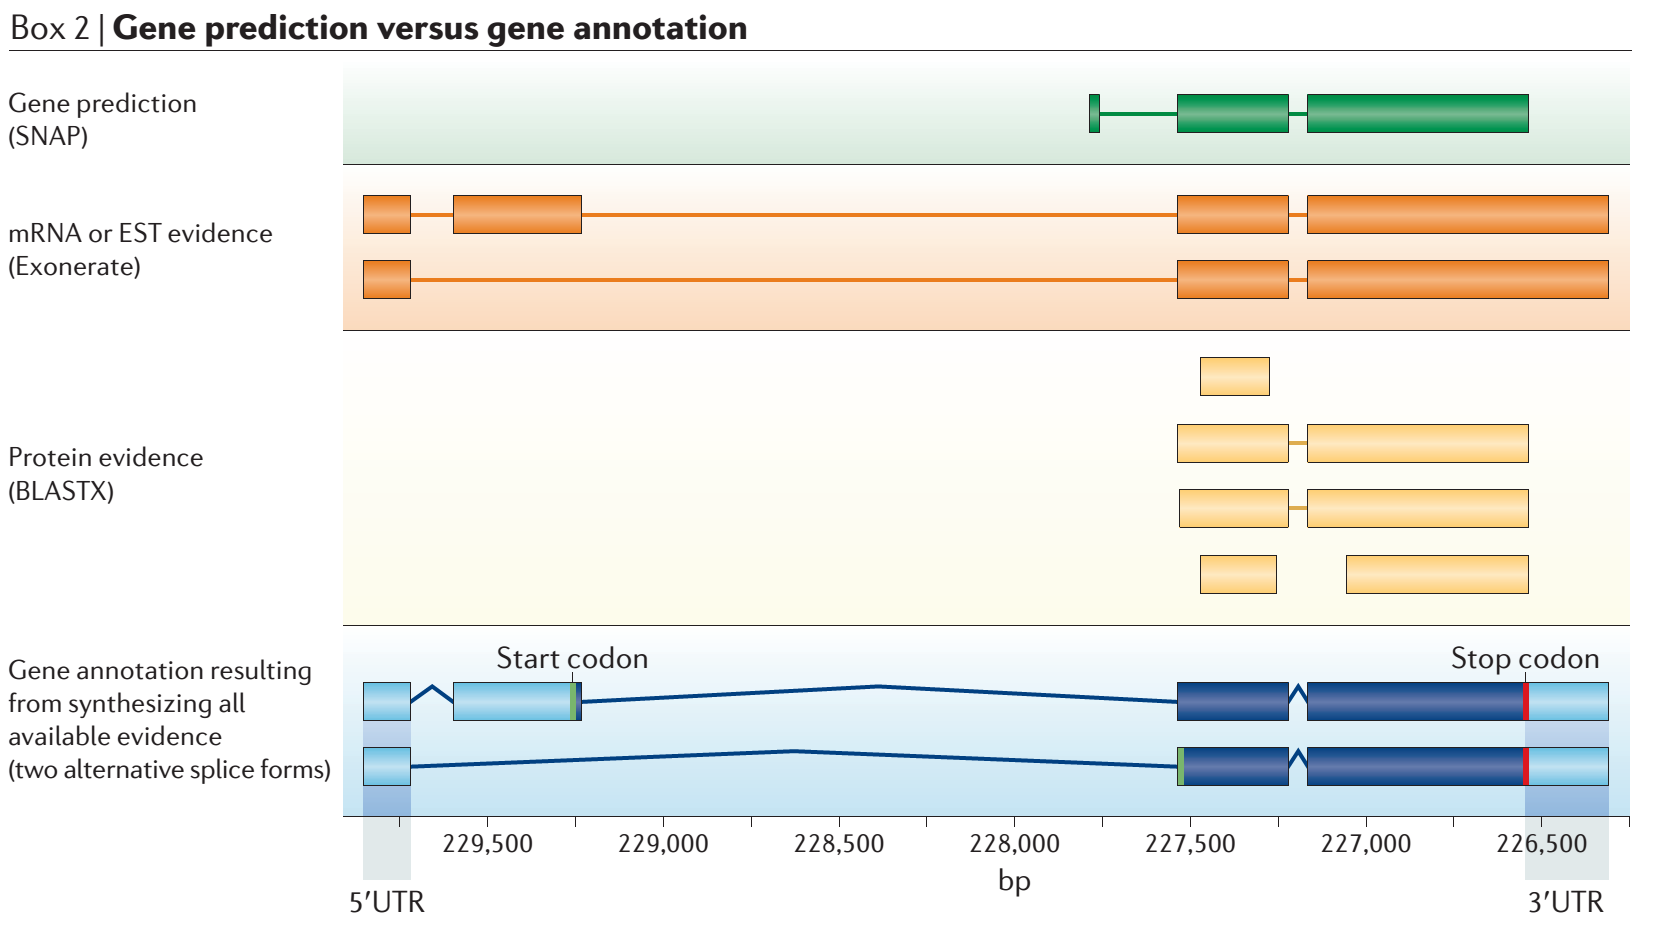 Box 2 | Gene prediction versus gene annotation
Gene prediction
(SNAP)
mRNA or EST evidence
(Exonerate)
Protein evidence
(BLASTX)
Gene annotation resulting
from synthesizing all
available evidence
(two alternative splice forms)
Start codon
Stop codon
229,500 229,000 228,500 228,000 227,500 227,000 226,500
bp
5′UTR
3′UTR